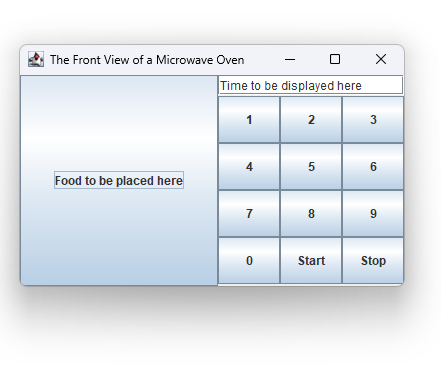 The Front View of a Microwave Oven
Time to be displayed here
Food to be placed here
1 2 3
4 5 6
7 8 9
0 Start Stop